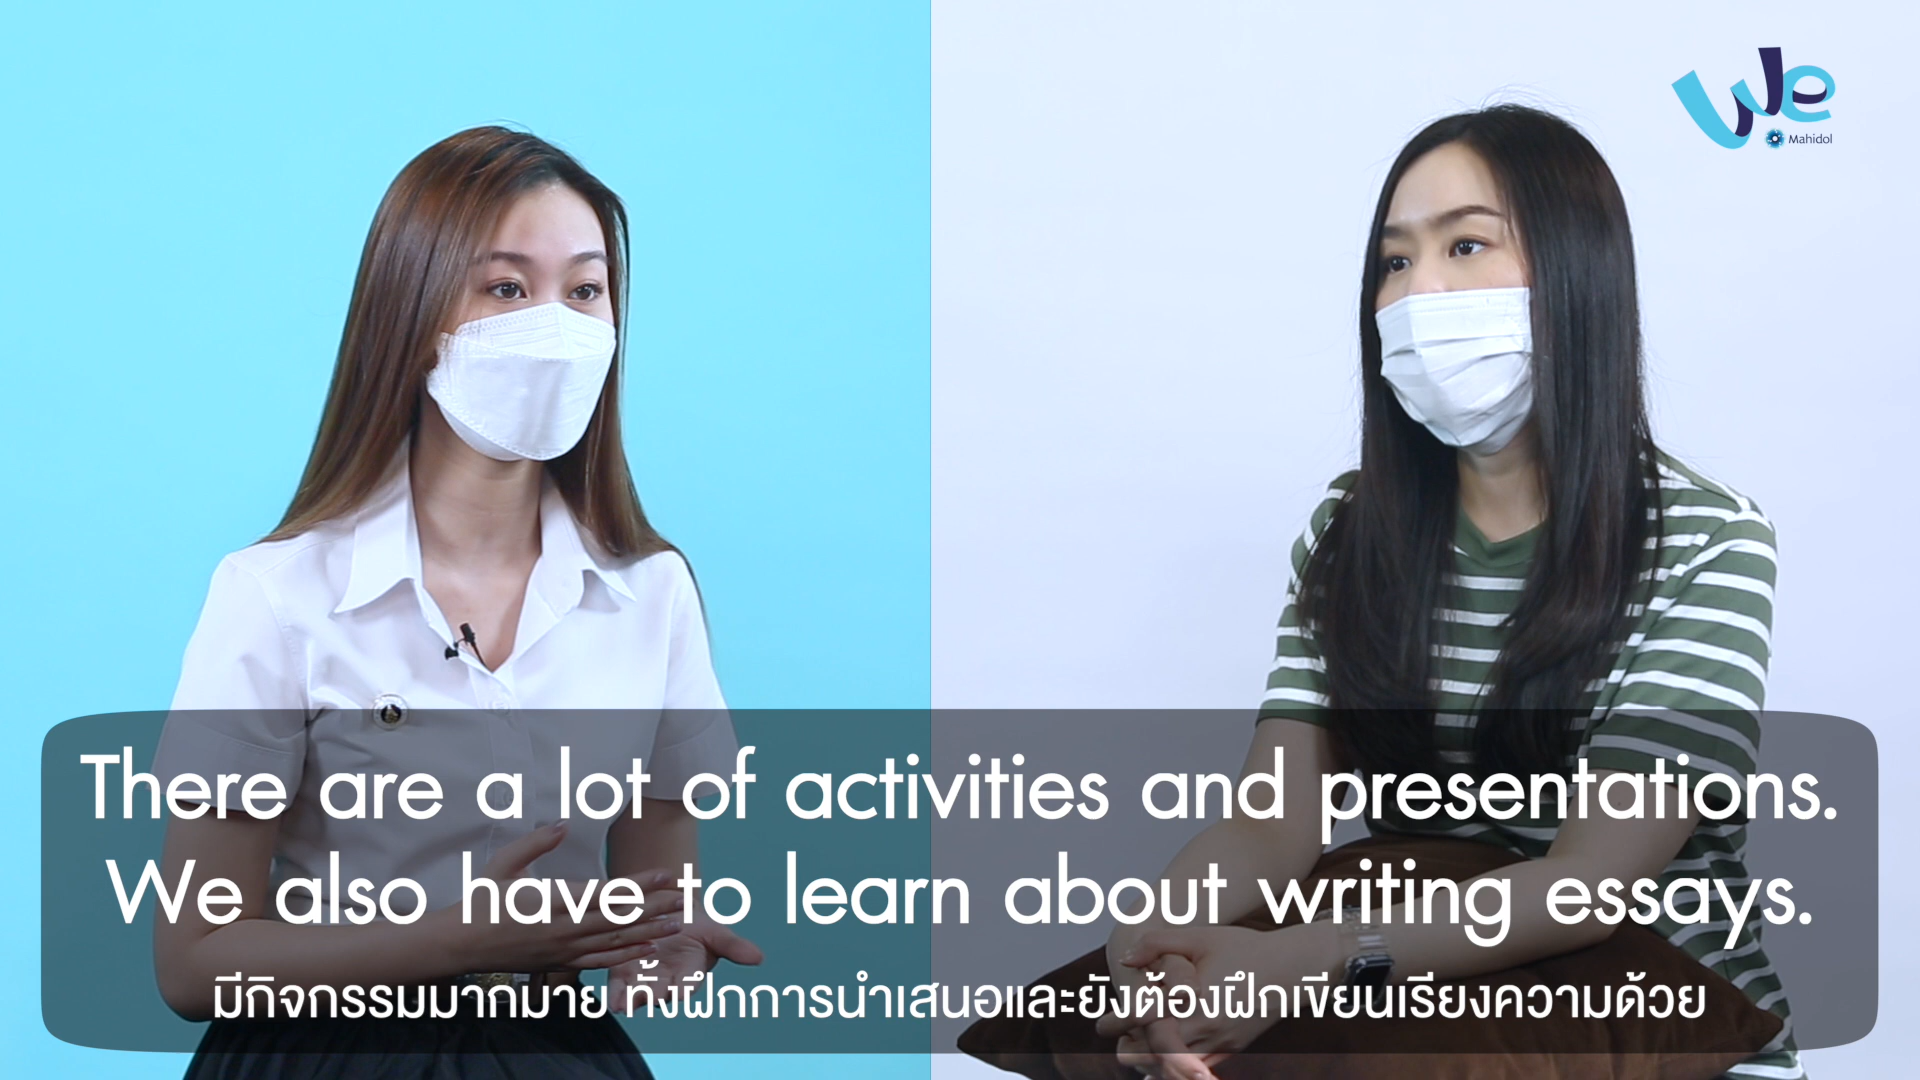 We
Mahidol
There are a lot of activities and presentations.
We also have to learn about writing essays.
มีกิจกรรมมากมาย ทั้งฝึกการนำเสนอและยังต้องฝึกเขียนเรียงความด้วย